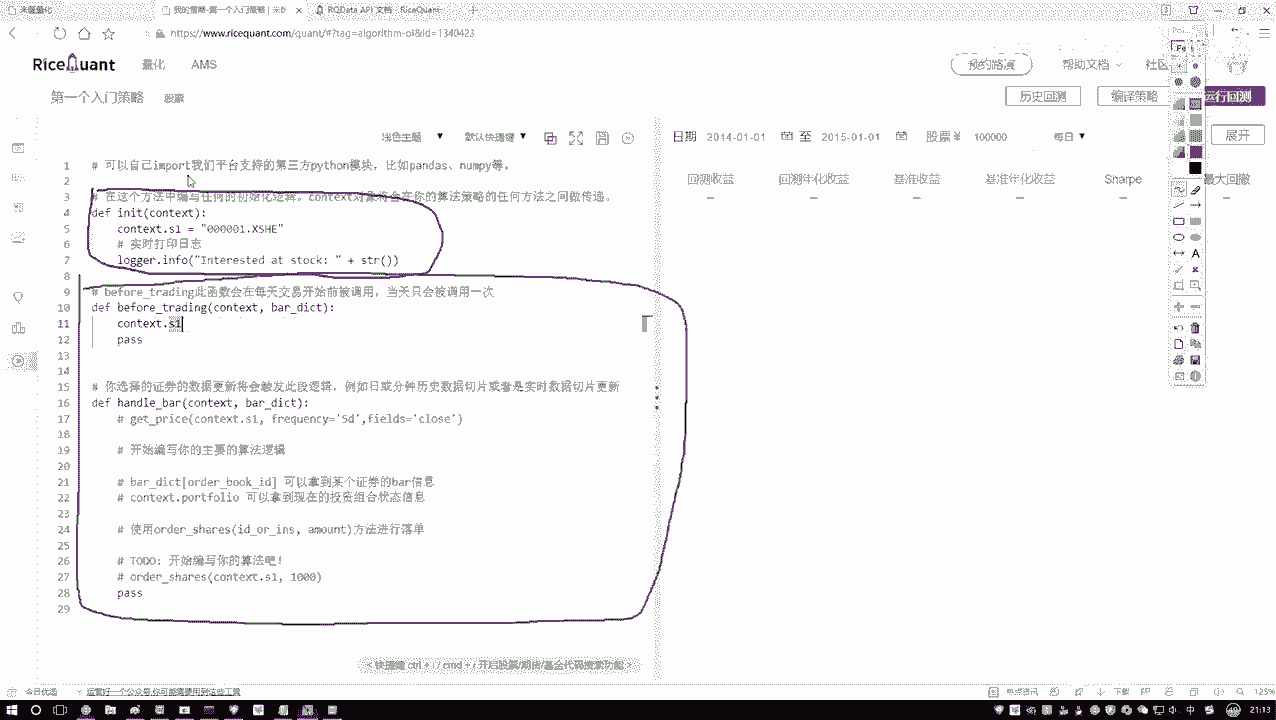 米筐量化
我的策略-第一个入门策略 | 米筐
RQData API 文档 - RiceQuant
https://www.ricequant.com/quant/#?tag=algorithm-ol&id=1340423
RiceQuant 量化 AMS 预约路演 帮助文档 社区
第一个入门策略 股票 历史回测 编译策略 运行回测
浅色主题 默认快捷键 日期 2014-01-01 至 2015-01-01 股票 ¥ 100000 每日 展开
回测收益 回测年化收益 基准收益 基准年化收益 Sharpe 最大回撤
1 # 可以自己import我们平台支持的第三方python模块，比如pandas、numpy等。
2
3 # 在这个方法中编写任何的初始化逻辑。context对象将会在你的算法策略的任何方法之间做传递。
4 def init(context):
5 context.s1 = "000001.XSHE"
6 # 实时打印日志
7 logger.info("Interested at stock: " + str())
8
9 # before_trading此函数会在每天交易开始前被调用，当天只会被调用一次
10 def before_trading(context, bar_dict):
11 context.s1
12 pass
13
14
15 # 你选择的证券的数据更新将会触发此段逻辑，例如日或分钟历史数据切片或者是实时数据切片更新
16 def handle_bar(context, bar_dict):
17 # get_price(context.s1, frequency='5d',fields='close')
18
19 # 开始编写你的主要的算法逻辑
20
21 # bar_dict[order_book_id] 可以拿到某个证券的bar信息
22 # context.portfolio 可以拿到现在的投资组合状态信息
23
24 # 使用order_shares(id_or_ins, amount)方法进行落单
25
26 # TODO: 开始编写你的算法吧！
27 # order_shares(context.s1, 1000)
28 pass
29
< 快捷键 ctrl + i / cmd + i 开启股票/期货/基金代码搜索功能 >
今日优选 运营好一个公众号,你可能需要用到这些工具 热点资讯 下载 125%
21:13